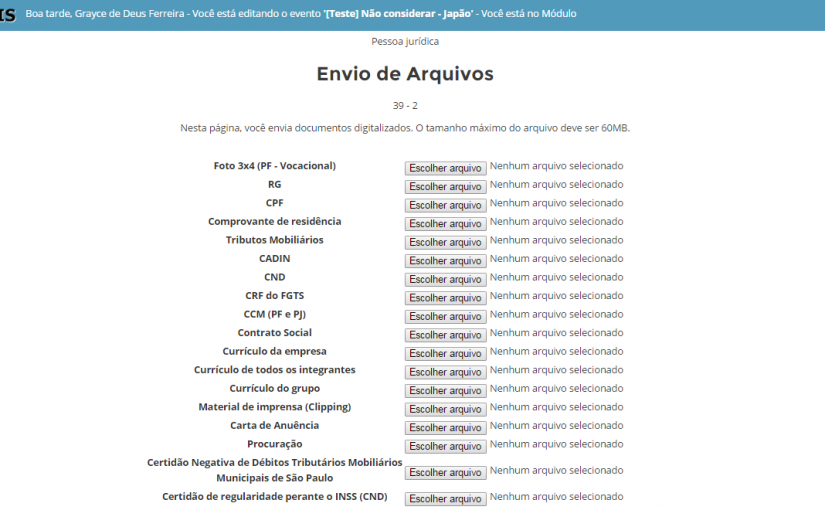 IS Boa tarde, Grayce de Deus Ferreira - Você está editando o evento '[Teste] Não considerar - Japão' - Você está no Módulo
Pessoa jurídica
Envio de Arquivos
39 - 2
Nesta página, você envia documentos digitalizados. O tamanho máximo do arquivo deve ser 60MB.
Foto 3x4 (PF - Vocacional) Escolher arquivo Nenhum arquivo selecionado
RG Escolher arquivo Nenhum arquivo selecionado
CPF Escolher arquivo Nenhum arquivo selecionado
Comprovante de residência Escolher arquivo Nenhum arquivo selecionado
Tributos Mobiliários Escolher arquivo Nenhum arquivo selecionado
CADIN Escolher arquivo Nenhum arquivo selecionado
CND Escolher arquivo Nenhum arquivo selecionado
CRF do FGTS Escolher arquivo Nenhum arquivo selecionado
CCM (PF e PJ) Escolher arquivo Nenhum arquivo selecionado
Contrato Social Escolher arquivo Nenhum arquivo selecionado
Currículo da empresa Escolher arquivo Nenhum arquivo selecionado
Currículo de todos os integrantes Escolher arquivo Nenhum arquivo selecionado
Currículo do grupo Escolher arquivo Nenhum arquivo selecionado
Material de imprensa (Clipping) Escolher arquivo Nenhum arquivo selecionado
Carta de Anuência Escolher arquivo Nenhum arquivo selecionado
Procuração Escolher arquivo Nenhum arquivo selecionado
Certidão Negativa de Débitos Tributários Mobiliários
Municipais de São Paulo Escolher arquivo Nenhum arquivo selecionado
Certidão de regularidade perante o INSS (CND) Escolher arquivo Nenhum arquivo selecionado